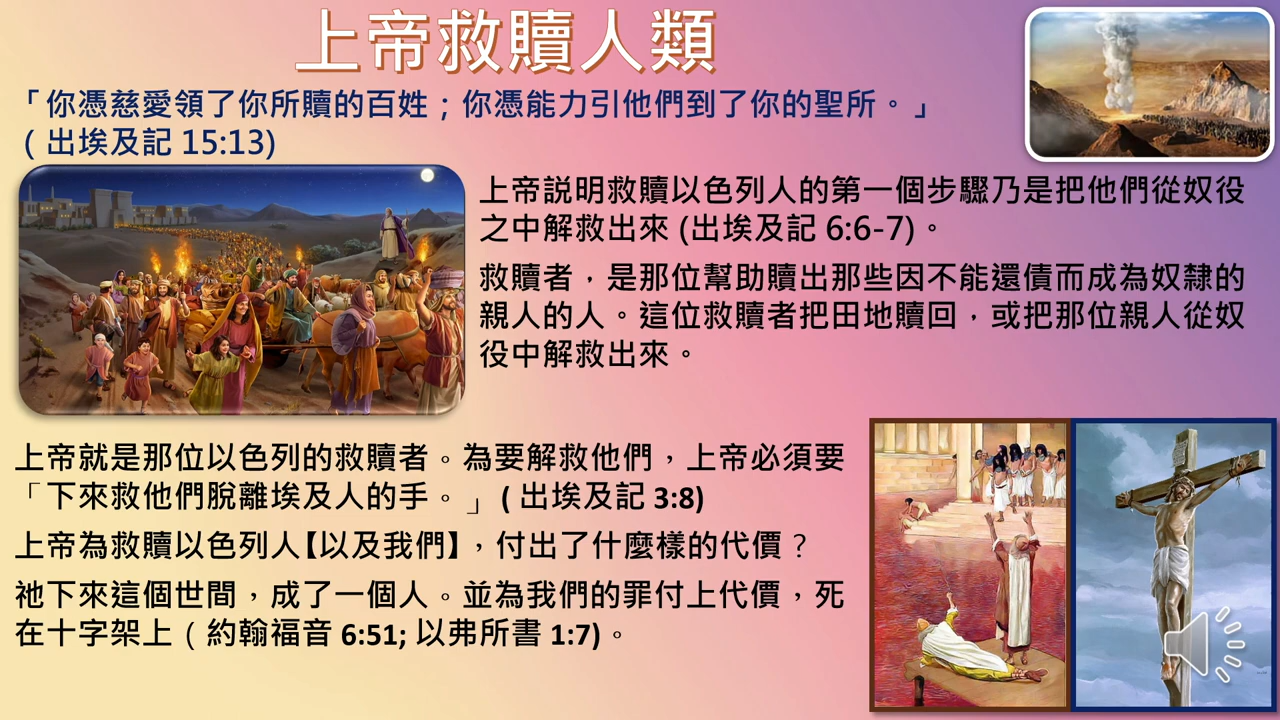 上帝救贖人類
「你憑慈愛領了你所贖的百姓；你憑能力引他們到了你的聖所。」
( 出埃及記 15:13)
上帝説明救贖以色列人的第一個步驟乃是把他們從奴役
之中解救出來 (出埃及記 6:6-7)。
救贖者，是那位幫助贖出那些因不能還債而成為奴隸的
親人的人。這位救贖者把田地贖回，或把那位親人從奴
役中解救出來。
上帝就是那位以色列的救贖者。為要解救他們，上帝必須要
「下來救他們脫離埃及人的手。」 ( 出埃及記 3:8)
上帝為救贖以色列人【以及我們】，付出了什麼樣的代價？
祂下來這個世間，成了一個人。並為我們的罪付上代價，死
在十字架上（ 約翰福音 6:51; 以弗所書 1:7)。